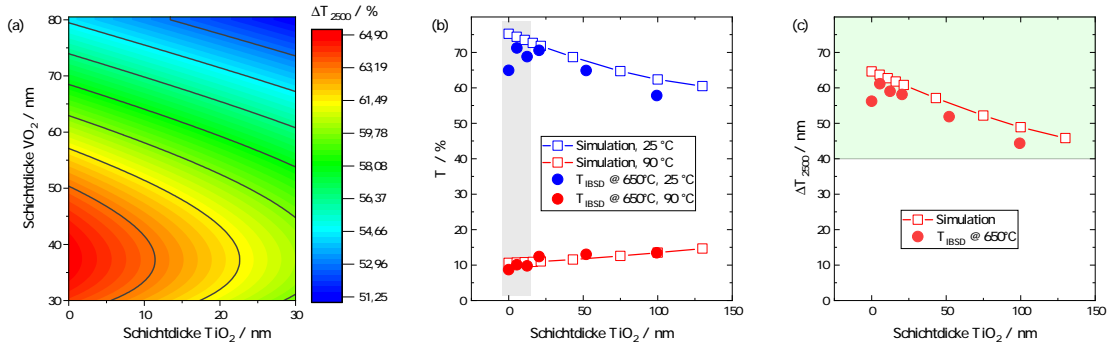 (a)
ΔT2500 / %
80
70
60
50
40
30
Schichtdicke VO2 / nm
0
10
20
30
Schichtdicke TiO2 / nm
64,90
64,19
61,49
59,78
58,08
56,37
54,66
52,96
51,25
(b)
70
60
50
40
30
20
10
0
T / %
Simulation, 25 °C
Simulation, 90 °C
TIBSD @ 650°C, 25 °C
TIBSD @ 650°C, 90 °C
0
50
100
150
Schichtdicke TiO2 / nm
(c)
70
60
50
40
30
20
10
0
ΔT2500 / nm
Simulation
TIBSD @ 650°C
0
50
100
150
Schichtdicke TiO2 / nm